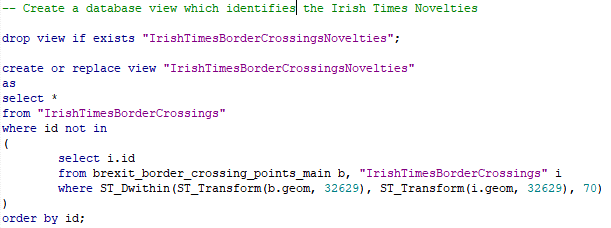 -- Create a database view which identifies the Irish Times Novelties
drop view if exists "IrishTimesBorderCrossingsNovelties";
create or replace view "IrishTimesBorderCrossingsNovelties"
as
select *
from "IrishTimesBorderCrossings"
where id not in
(
select i.id
from brexit_border_crossing_points_main b, "IrishTimesBorderCrossings" i
where ST_Dwithin(ST_Transform(b.geom, 32629), ST_Transform(i.geom, 32629), 70)
)
order by id;